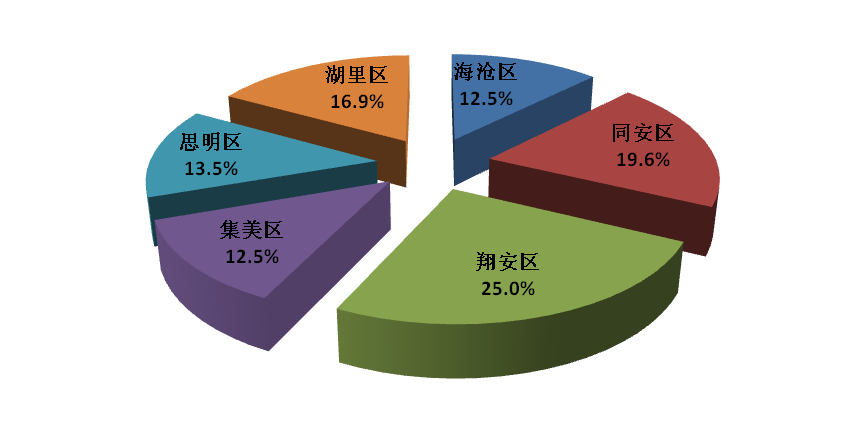 湖里区
16.9%
海沧区
12.5%
思明区
13.5%
同安区
19.6%
集美区
12.5%
翔安区
25.0%